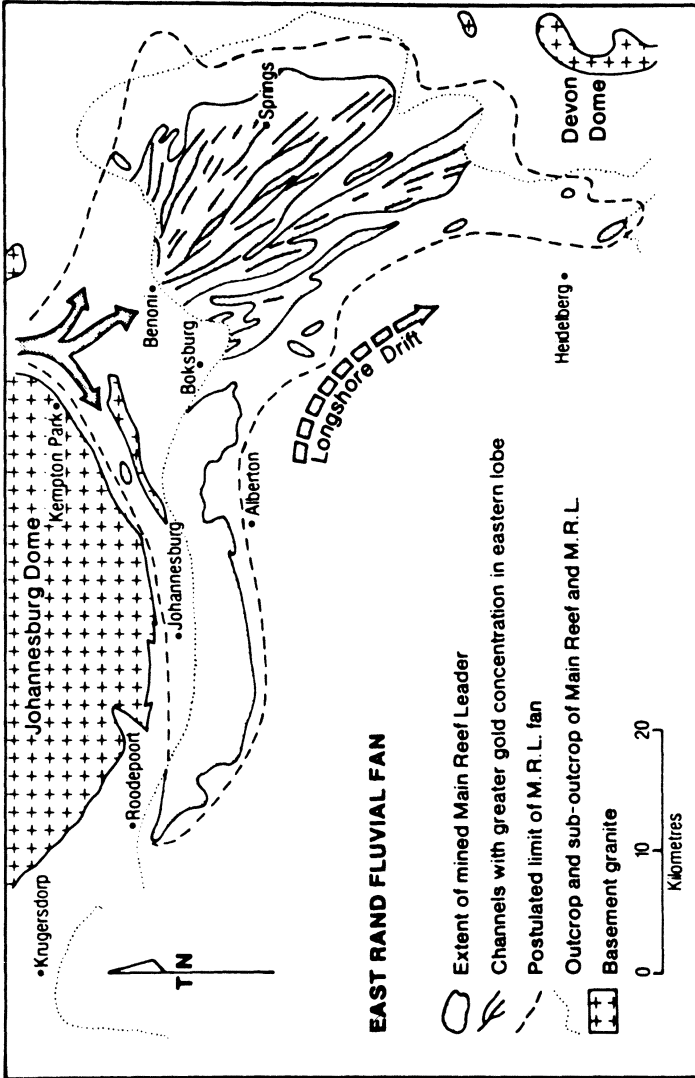 Krugersdorp
Johannesburg Dome
Kempton Park
Roodepoort
Johannesburg
Benoni
Boksburg
Springs
Alberton
Longshore Drift
Heidelberg
Devon
Dome
T N
EAST RAND FLUVIAL FAN
Extent of mined Main Reef Leader
Channels with greater gold concentration in eastern lobe
Postulated limit of M.R.L. fan
Outcrop and sub-outcrop of Main Reef and M.R.L.
Basement granite
0 10 20
Kilometres